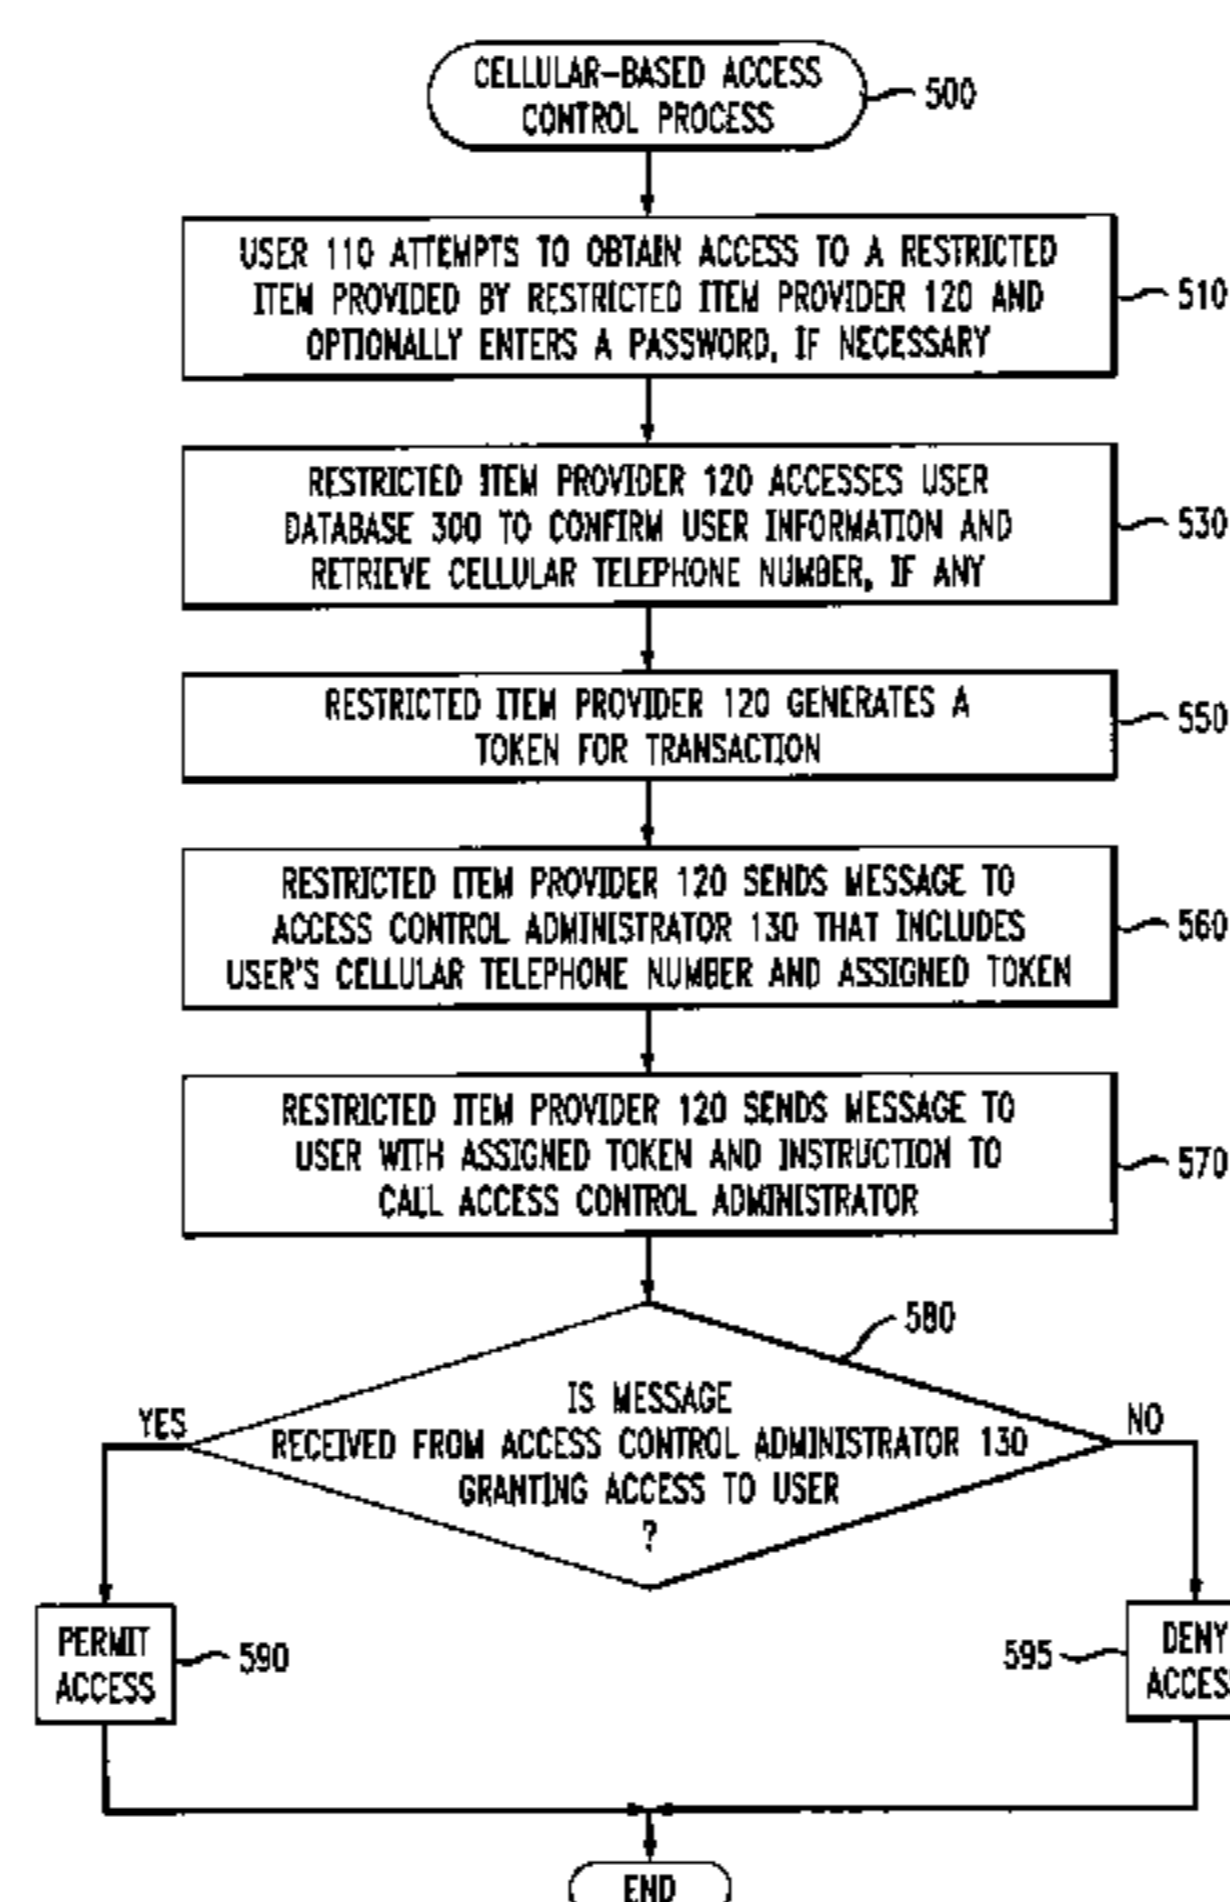 CELLULAR-BASED ACCESS
CONTROL PROCESS
500
USER 110 ATTEMPTS TO OBTAIN ACCESS TO A RESTRICTED
ITEM PROVIDED BY RESTRICTED ITEM PROVIDER 120 AND
OPTIONALLY ENTERS A PASSWORD, IF NECESSARY
510
RESTRICTED ITEM PROVIDER 120 ACCESSES USER
DATABASE 300 TO CONFIRM USER INFORMATION AND
RETRIEVE CELLULAR TELEPHONE NUMBER, IF ANY
530
RESTRICTED ITEM PROVIDER 120 GENERATES A
TOKEN FOR TRANSACTION
550
RESTRICTED ITEM PROVIDER 120 SENDS MESSAGE TO
ACCESS CONTROL ADMINISTRATOR 130 THAT INCLUDES
USER'S CELLULAR TELEPHONE NUMBER AND ASSIGNED TOKEN
560
RESTRICTED ITEM PROVIDER 120 SENDS MESSAGE TO
USER WITH ASSIGNED TOKEN AND INSTRUCTION TO
CALL ACCESS CONTROL ADMINISTRATOR
570
580
IS MESSAGE
RECEIVED FROM ACCESS CONTROL ADMINISTRATOR 130
GRANTING ACCESS TO USER
?
YES
NO
PERMIT
ACCESS
590
595
DENY
ACCESS
END